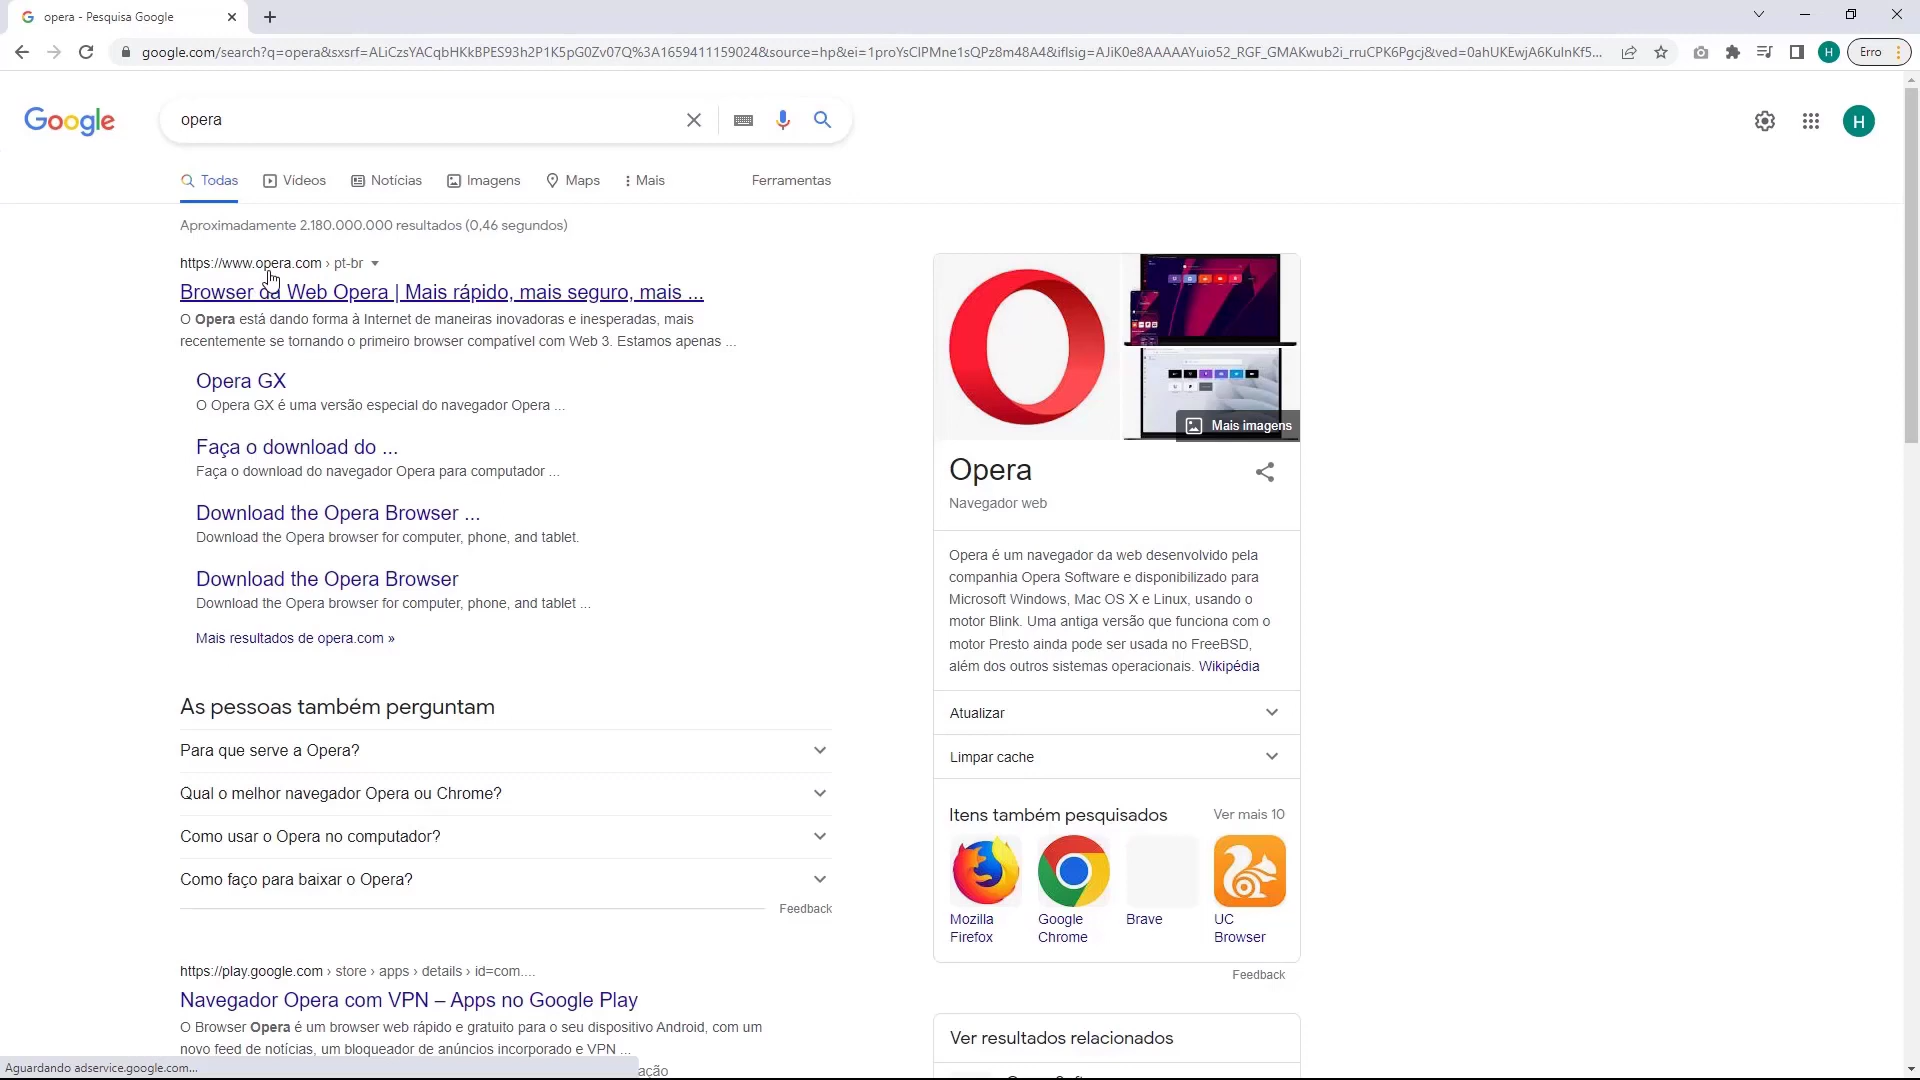 opera - Pesquisa Google
google.com/search?q=opera&sxsrf=ALiCzsYACqbHKkBPES93h2P1K5pG0Zv07Q%3A1659411159024&source=hp&ei=1proYsClPMne1sQPz8m48A4&iflsig=AJiK0e8AAAAAYuio52_RGF_GMAKwub2i_rruCPK6Pgcj&ved=0ahUKEwjA6KulnKf5...
H
Erro
Google
opera
H
Todas
Vídeos
Notícias
Imagens
Maps
Mais
Ferramentas
Aproximadamente 2.180.000.000 resultados (0,46 segundos)
https://www.opera.com › pt-br
Browser da Web Opera | Mais rápido, mais seguro, mais ...
O Opera está dando forma à Internet de maneiras inovadoras e inesperadas, mais
recentemente se tornando o primeiro browser compatível com Web 3. Estamos apenas ...
Opera GX
O Opera GX é uma versão especial do navegador Opera ...
Faça o download do ...
Faça o download do navegador Opera para computador ...
Download the Opera Browser ...
Download the Opera browser for computer, phone, and tablet.
Download the Opera Browser
Download the Opera browser for computer, phone, and tablet ...
Mais resultados de opera.com »
As pessoas também perguntam
Para que serve a Opera?
Qual o melhor navegador Opera ou Chrome?
Como usar o Opera no computador?
Como faço para baixar o Opera?
Feedback
https://play.google.com › store › apps › details › id=com....
Navegador Opera com VPN – Apps no Google Play
O Browser Opera é um browser web rápido e gratuito para o seu dispositivo Android, com um
novo feed de notícias, um bloqueador de anúncios incorporado e VPN ...
Aguardando adservice.google.com...
Mais imagens
Opera
Navegador web
Opera é um navegador da web desenvolvido pela
companhia Opera Software e disponibilizado para
Microsoft Windows, Mac OS X e Linux, usando o
motor Blink. Uma antiga versão que funciona com o
motor Presto ainda pode ser usada no FreeBSD,
além dos outros sistemas operacionais. Wikipédia
Atualizar
Limpar cache
Itens também pesquisados
Ver mais 10
Mozilla
Firefox
Google
Chrome
Brave
UC
Browser
Feedback
Ver resultados relacionados